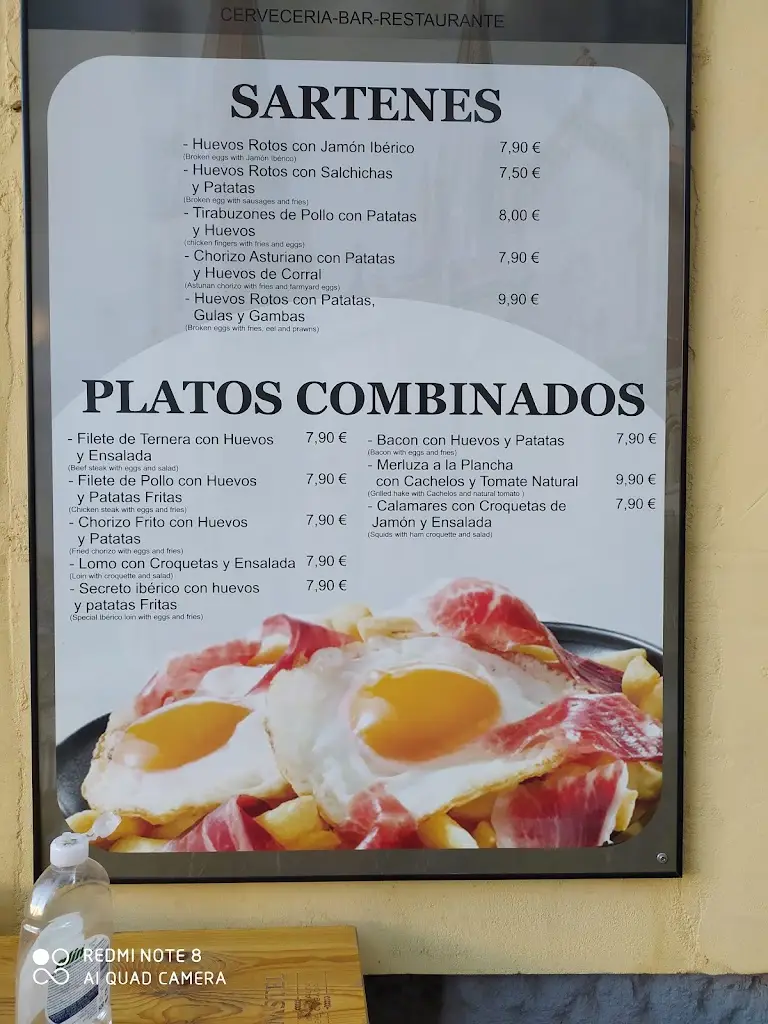 CERVECERIA-BAR-RESTAURANTE
SARTENES
- Huevos Rotos con Jamón Ibérico 7,90 €
(Broken eggs with Jamón Ibérico)
- Huevos Rotos con Salchichas 7,50 €
y Patatas
(Broken egg with sausages and fries)
- Tirabuzones de Pollo con Patatas 8,00 €
y Huevos
(chicken fingers with fries and eggs)
- Chorizo Asturiano con Patatas 7,90 €
y Huevos de Corral
(Asturian chorizo with fries and farmyard eggs)
- Huevos Rotos con Patatas, 9,90 €
Gulas y Gambas
(Broken eggs with fries, eel and prawns)
PLATOS COMBINADOS
- Filete de Ternera con Huevos 7,90 €
y Ensalada
(Beef steak with eggs and salad)
- Filete de Pollo con Huevos 7,90 €
y Patatas Fritas
(Chicken steak with eggs and fries)
- Chorizo Frito con Huevos 7,90 €
y Patatas
(Fried chorizo with eggs and fries)
- Lomo con Croquetas y Ensalada 7,90 €
(Loin with croquette and salad)
- Secreto ibérico con huevos 7,90 €
y patatas Fritas
(Special Ibérico loin with eggs and fries)
- Bacon con Huevos y Patatas 7,90 €
(Bacon with eggs and fries)
- Merluza a la Plancha
con Cachelos y Tomate Natural 9,90 €
(Grilled hake with Cachelos and natural tomato )
- Calamares con Croquetas de 7,90 €
Jamón y Ensalada
(Squids with ham croquette and salad)
REDMI NOTE 8
AI QUAD CAMERA